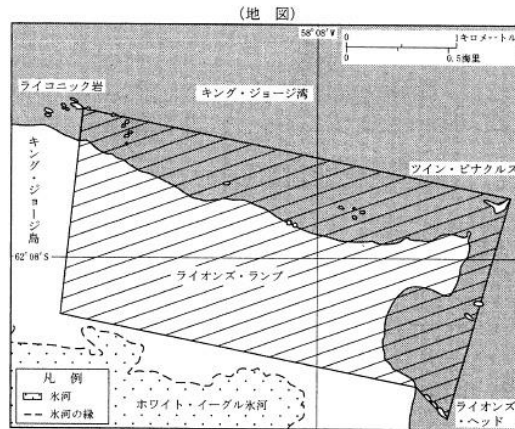 (地 図)
58°08′W
0 1キロメートル
0 0.5海里
ライコニック岩
キング・ジョージ湾
キング・ジョージ島
ツイン・ピナクルス
62°08′S
ライオンズ・ランプ
凡 例
氷河
氷河の縁
ホワイト・イーグル氷河
ライオンズ
・ヘッド